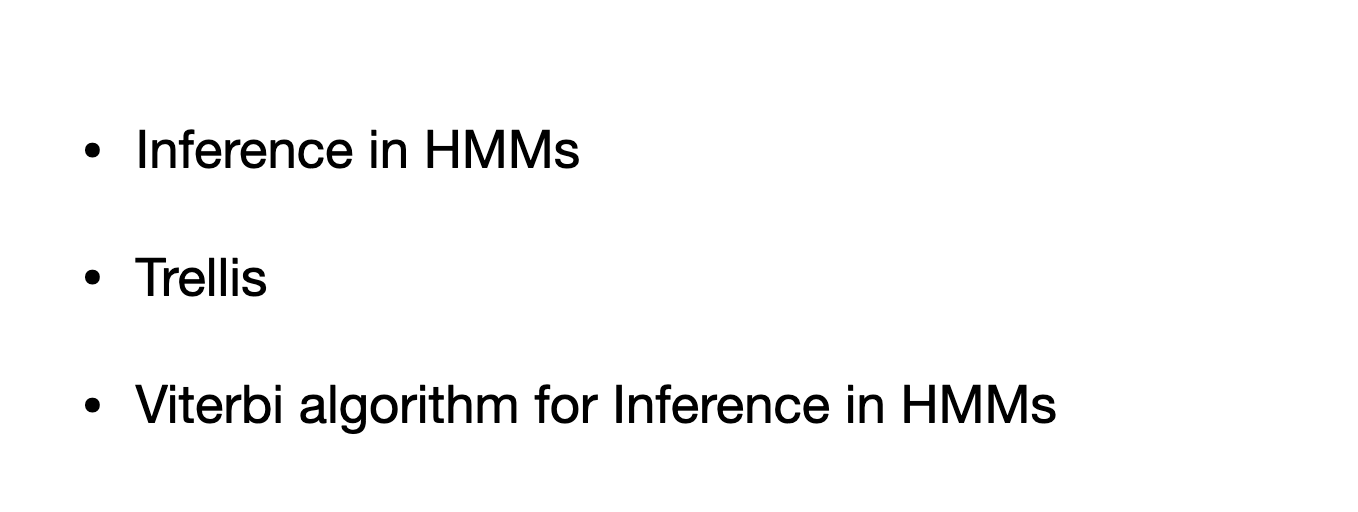 • Inference in HMMs
• Trellis
• Viterbi algorithm for Inference in HMMs